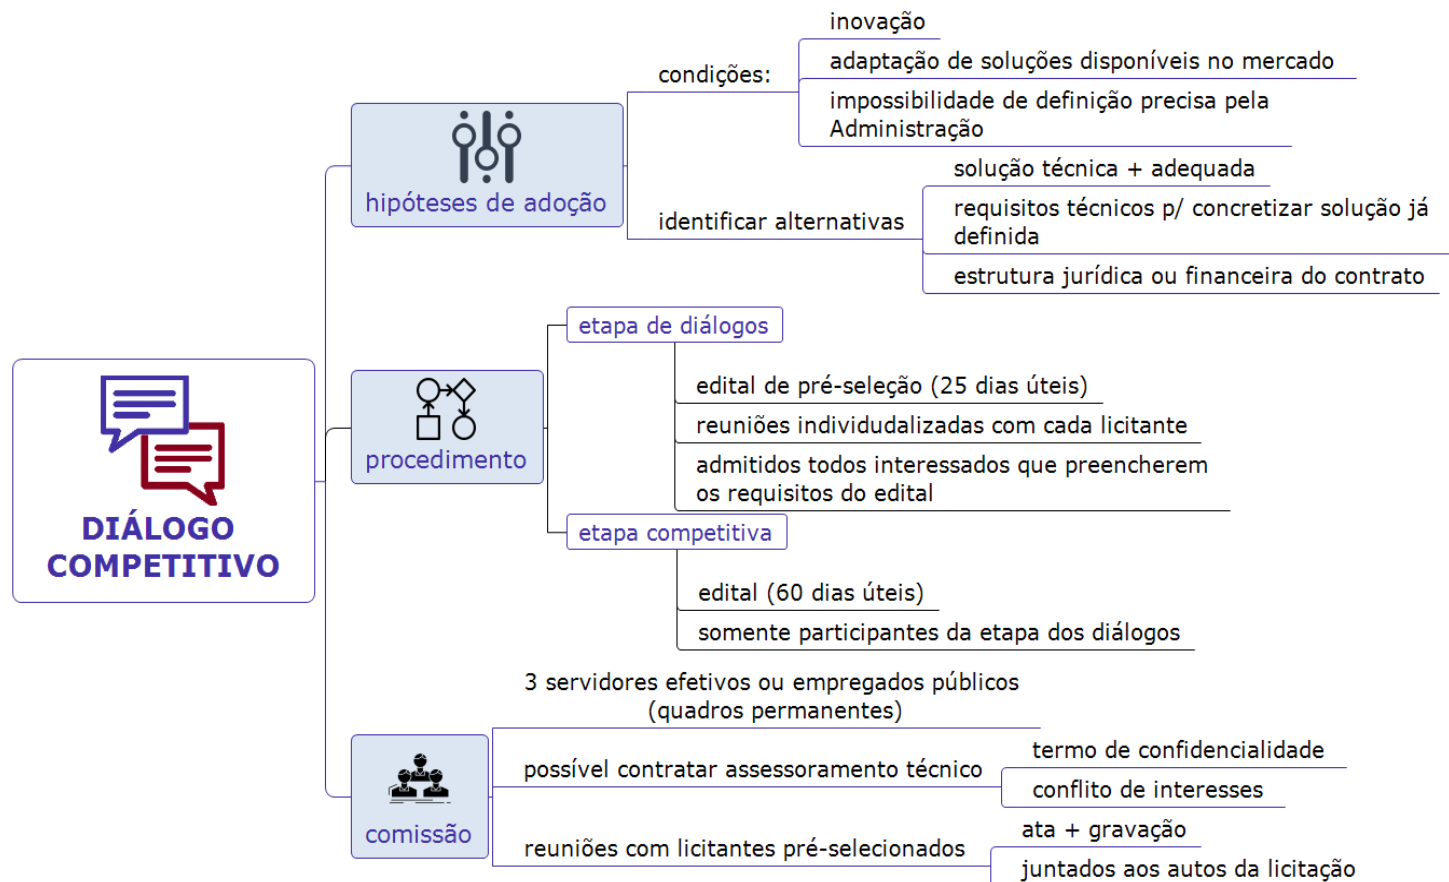 DIÁLOGO
COMPETITIVO
hipóteses de adoção
condições:
inovação
adaptação de soluções disponíveis no mercado
impossibilidade de definição precisa pela
Administração
identificar alternativas
solução técnica + adequada
requisitos técnicos p/ concretizar solução já
definida
estrutura jurídica ou financeira do contrato
procedimento
etapa de diálogos
edital de pré-seleção (25 dias úteis)
reuniões individudalizadas com cada licitante
admitidos todos interessados que preencherem
os requisitos do edital
etapa competitiva
edital (60 dias úteis)
somente participantes da etapa dos diálogos
comissão
3 servidores efetivos ou empregados públicos
(quadros permanentes)
possível contratar assessoramento técnico
termo de confidencialidade
conflito de interesses
reuniões com licitantes pré-selecionados
ata + gravação
juntados aos autos da licitação